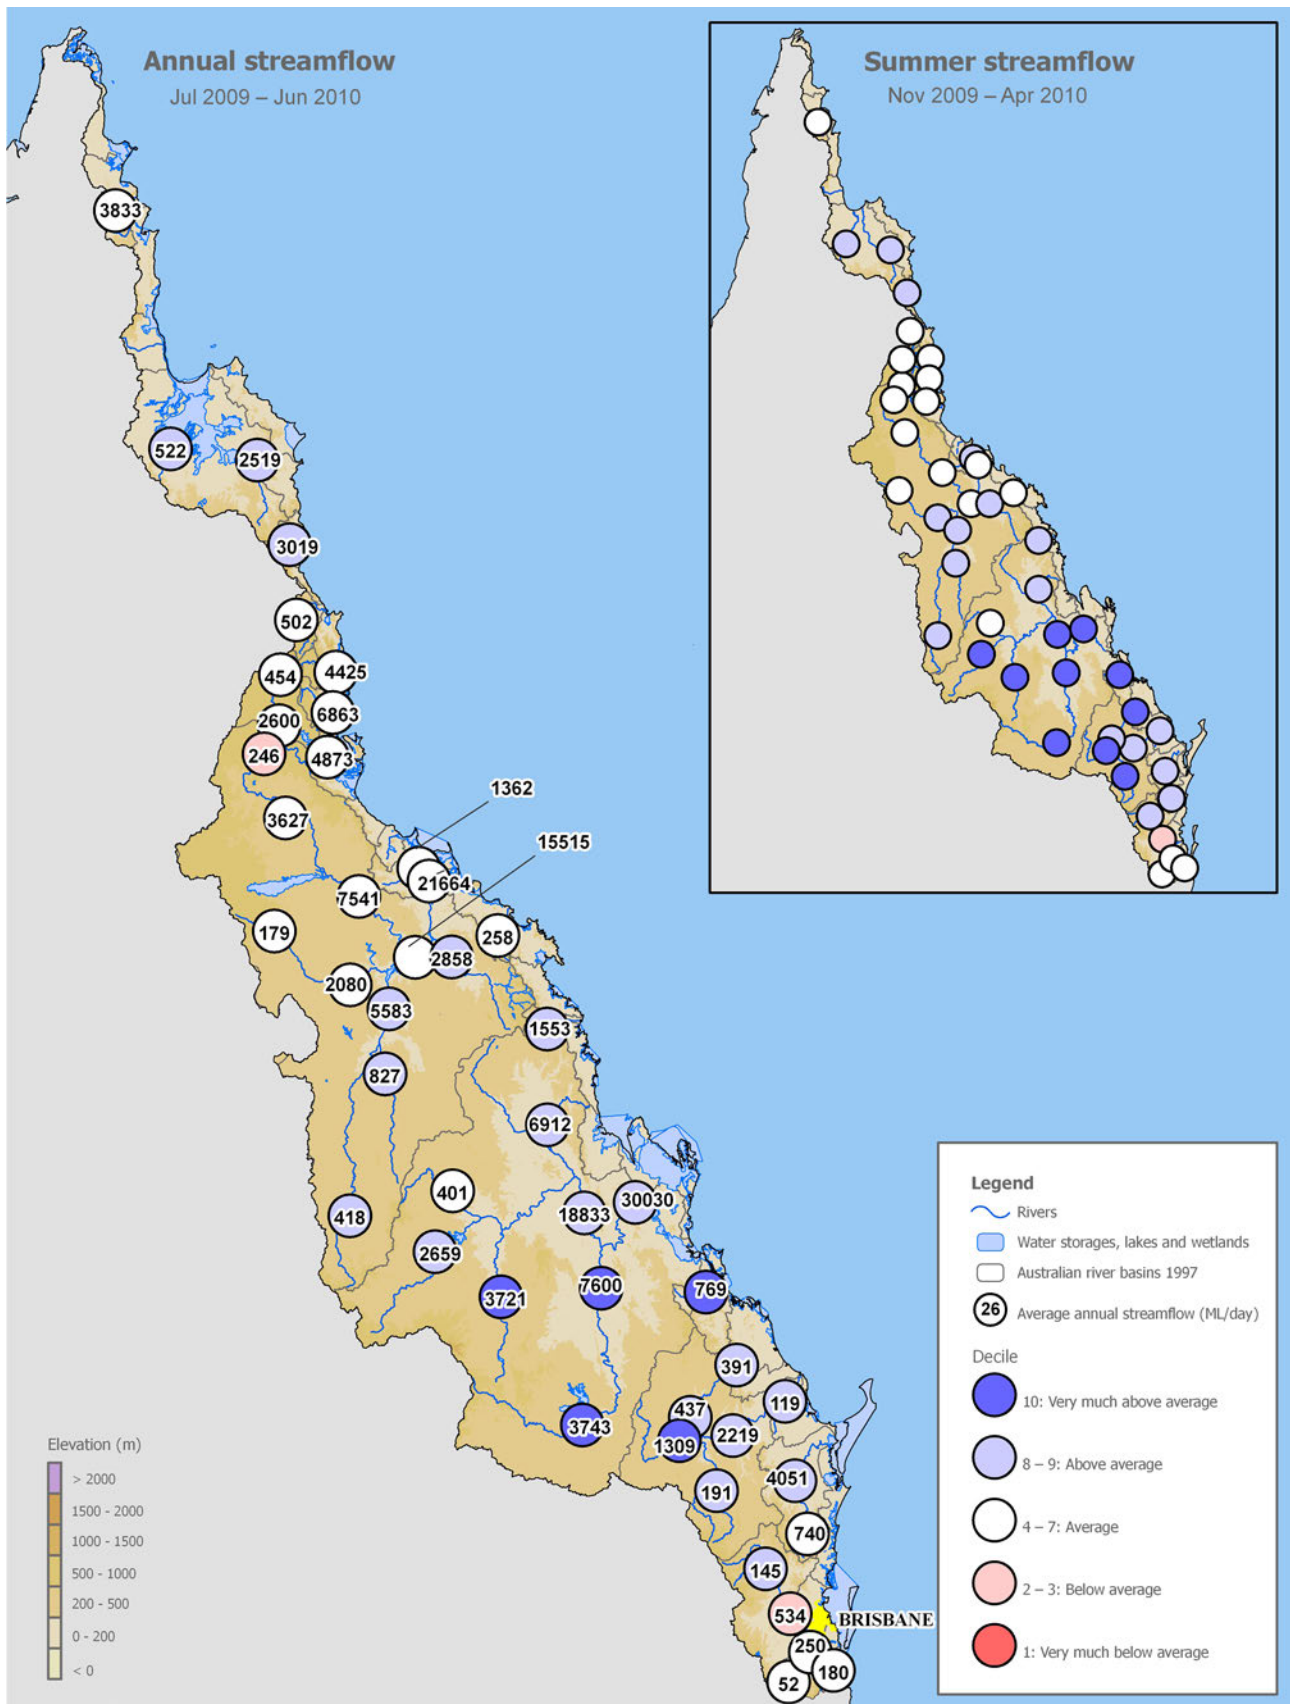 Annual streamflow
Jul 2009 – Jun 2010
Summer streamflow
Nov 2009 – Apr 2010
3833
522
2519
3019
502
454
4425
2600
6863
246
4873
1362
3627
15515
21664
7541
179
258
2858
2080
5583
1553
827
6912
401
418
18833
30030
2659
3721
7600
769
391
119
437
3743
1309
2219
191
4051
740
145
534
BRISBANE
250
180
52
Elevation (m)
> 2000
1500 - 2000
1000 - 1500
500 - 1000
200 - 500
0 - 200
< 0
Legend
Rivers
Water storages, lakes and wetlands
Australian river basins 1997
26 Average annual streamflow (ML/day)
Decile
10: Very much above average
8 – 9: Above average
4 – 7: Average
2 – 3: Below average
1: Very much below average